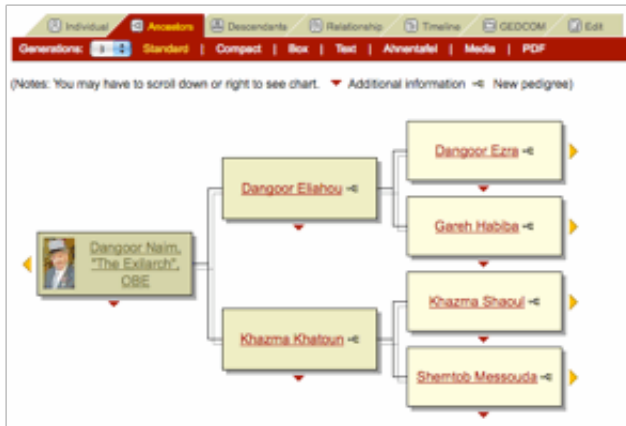 Individual Ancestors Descendants Relationship Timeline GEDCOM Edit
Generations: 3 Standard | Compact | Box | Text | Ahnentafel | Media | PDF
(Notes: You may have to scroll down or right to see chart. Additional information New pedigree)
Dangoor Ezra
Dangoor Eliahou
Gareh Habiba
Dangoor Naim,
"The Exilarch",
OBE
Khazma Shaoul
Khazma Khatoun
Shemtob Messouda